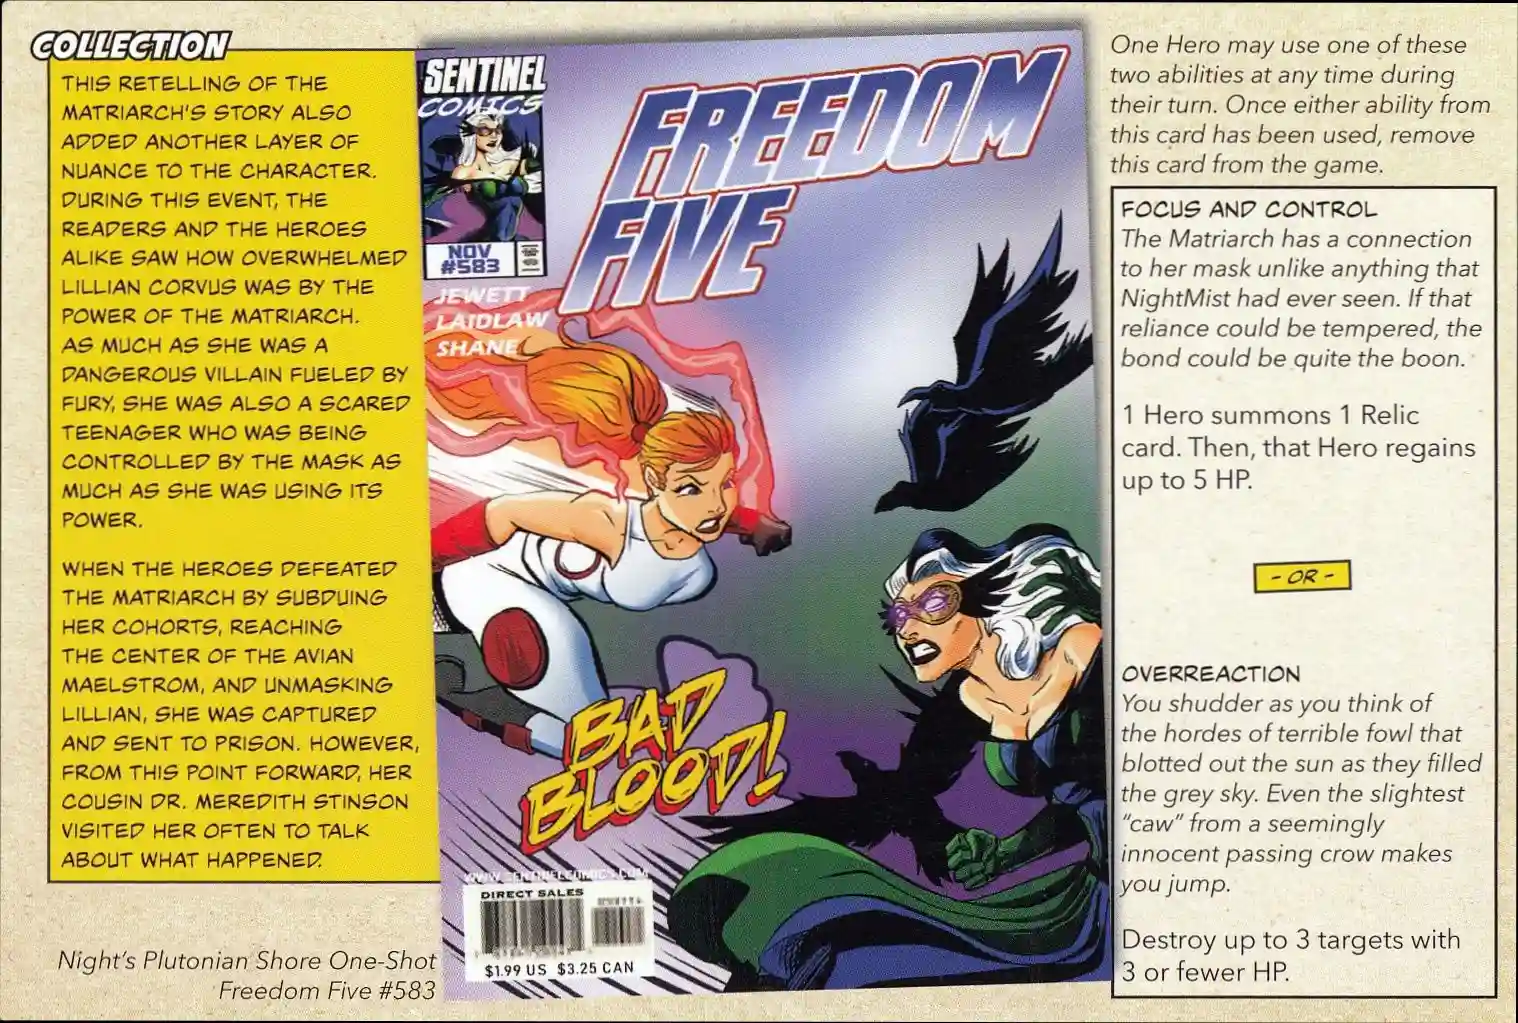 COLLECTION
THIS RETELLING OF THE
MATRIARCH'S STORY ALSO
ADDED ANOTHER LAYER OF
NUANCE TO THE CHARACTER.
DURING THIS EVENT, THE
READERS AND THE HEROES
ALIKE SAW HOW OVERWHELMED
LILLIAN CORVUS WAS BY THE
POWER OF THE MATRIARCH.
AS MUCH AS SHE WAS A
DANGEROUS VILLAIN FUELED BY
FURY, SHE WAS ALSO A SCARED
TEENAGER WHO WAS BEING
CONTROLLED BY THE MASK AS
MUCH AS SHE WAS USING ITS
POWER.
WHEN THE HEROES DEFEATED
THE MATRIARCH BY SUBDUING
HER COHORTS, REACHING
THE CENTER OF THE AVIAN
MAELSTROM, AND UNMASKING
LILLIAN, SHE WAS CAPTURED
AND SENT TO PRISON. HOWEVER,
FROM THIS POINT FORWARD, HER
COUSIN DR. MEREDITH STINSON
VISITED HER OFTEN TO TALK
ABOUT WHAT HAPPENED.
Night's Plutonian Shore One-Shot
Freedom Five #583
SENTINEL
COMICS
NOV
#583
JEWETT
LAIDLAW
SHANE
FREEDOM
FIVE
BAD
BLOOD!
WWW.SENTINELCOMICS.COM
DIRECT SALES
$1.99 US $3.25 CAN
One Hero may use one of these
two abilities at any time during
their turn. Once either ability from
this card has been used, remove
this card from the game.
FOCUS AND CONTROL
The Matriarch has a connection
to her mask unlike anything that
NightMist had ever seen. If that
reliance could be tempered, the
bond could be quite the boon.
1 Hero summons 1 Relic
card. Then, that Hero regains
up to 5 HP.
- OR -
OVERREACTION
You shudder as you think of
the hordes of terrible fowl that
blotted out the sun as they filled
the grey sky. Even the slightest
“caw” from a seemingly
innocent passing crow makes
you jump.
Destroy up to 3 targets with
3 or fewer HP.